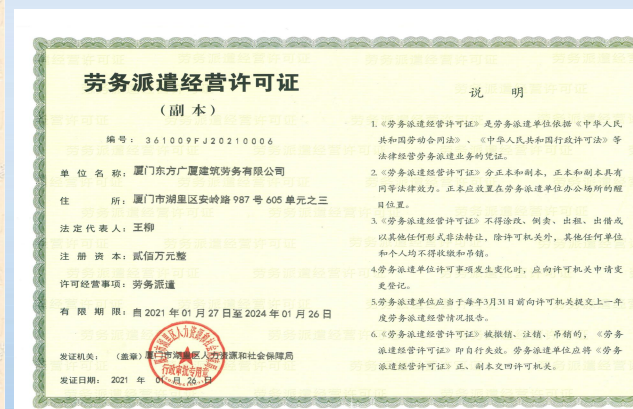 劳务派遣经营许可证
（副本）
编号：361009FJ20210006
单位名称：厦门东方广厦建筑劳务有限公司
住所：厦门市湖里区安岭路987号605单元之三
法定代表人：王柳
注册资本：贰佰万元整
许可经营事项：劳务派遣
有效期限：自2021年01月27日至2024年01月26日
发证机关：（盖章）厦门市湖里区人力资源和社会保障局
行政审批专用章
发证日期：2021年01月26日
说明
1.《劳务派遣经营许可证》是劳务派遣单位依据《中华人民
共和国劳动合同法》、《中华人民共和国行政许可法》等
法律经营劳务派遣业务的凭证。
2.《劳务派遣经营许可证》分正本和副本，正本和副本具有
同等法律效力。正本应放置在劳务派遣单位办公场所的醒
目位置。
3.《劳务派遣经营许可证》不得涂改、倒卖、出租、出借或
以其他任何形式非法转让，除许可机关外，其他任何单位
和个人均不得收缴和吊销。
4.劳务派遣单位许可事项发生变化时，应向许可机关申请变
更登记。
5.劳务派遣单位应当于每年3月31日前向许可机关提交上一年
度劳务派遣经营情况报告。
6.《劳务派遣经营许可证》被撤销、注销、吊销的，《劳务
派遣经营许可证》即自行失效。劳务派遣单位应将《劳务
派遣经营许可证》正、副本交四许可机关。